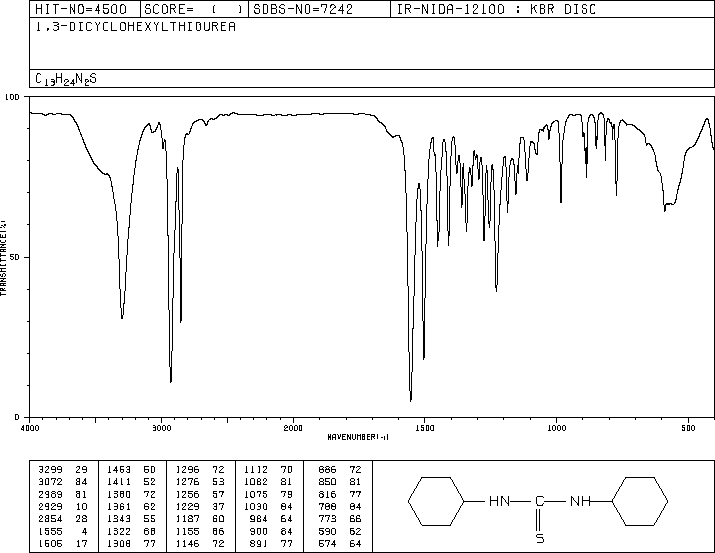 HIT-NO=4500 SCORE= ( ) SDBS-NO=7242 IR-NIDA-12100 : KBR DISC
1,3-DICYCLOHEXYLTHIOUREA
C13H24N2S
100
50
0
TRANSMITTANCE(%)
4000 3000 2000 1500 1000 500
WAVENUMBER(-1)
3299 29 1453 50 1296 72 1112 70 886 72
3072 84 1411 52 1276 53 1082 81 850 81
2989 81 1380 72 1256 57 1075 79 816 77
2929 10 1361 62 1229 37 1030 84 788 84
2854 28 1343 55 1187 60 984 64 773 66
1555 4 1322 68 1155 66 900 84 590 62
1505 17 1308 77 1146 72 891 77 574 64
HN C NH
S